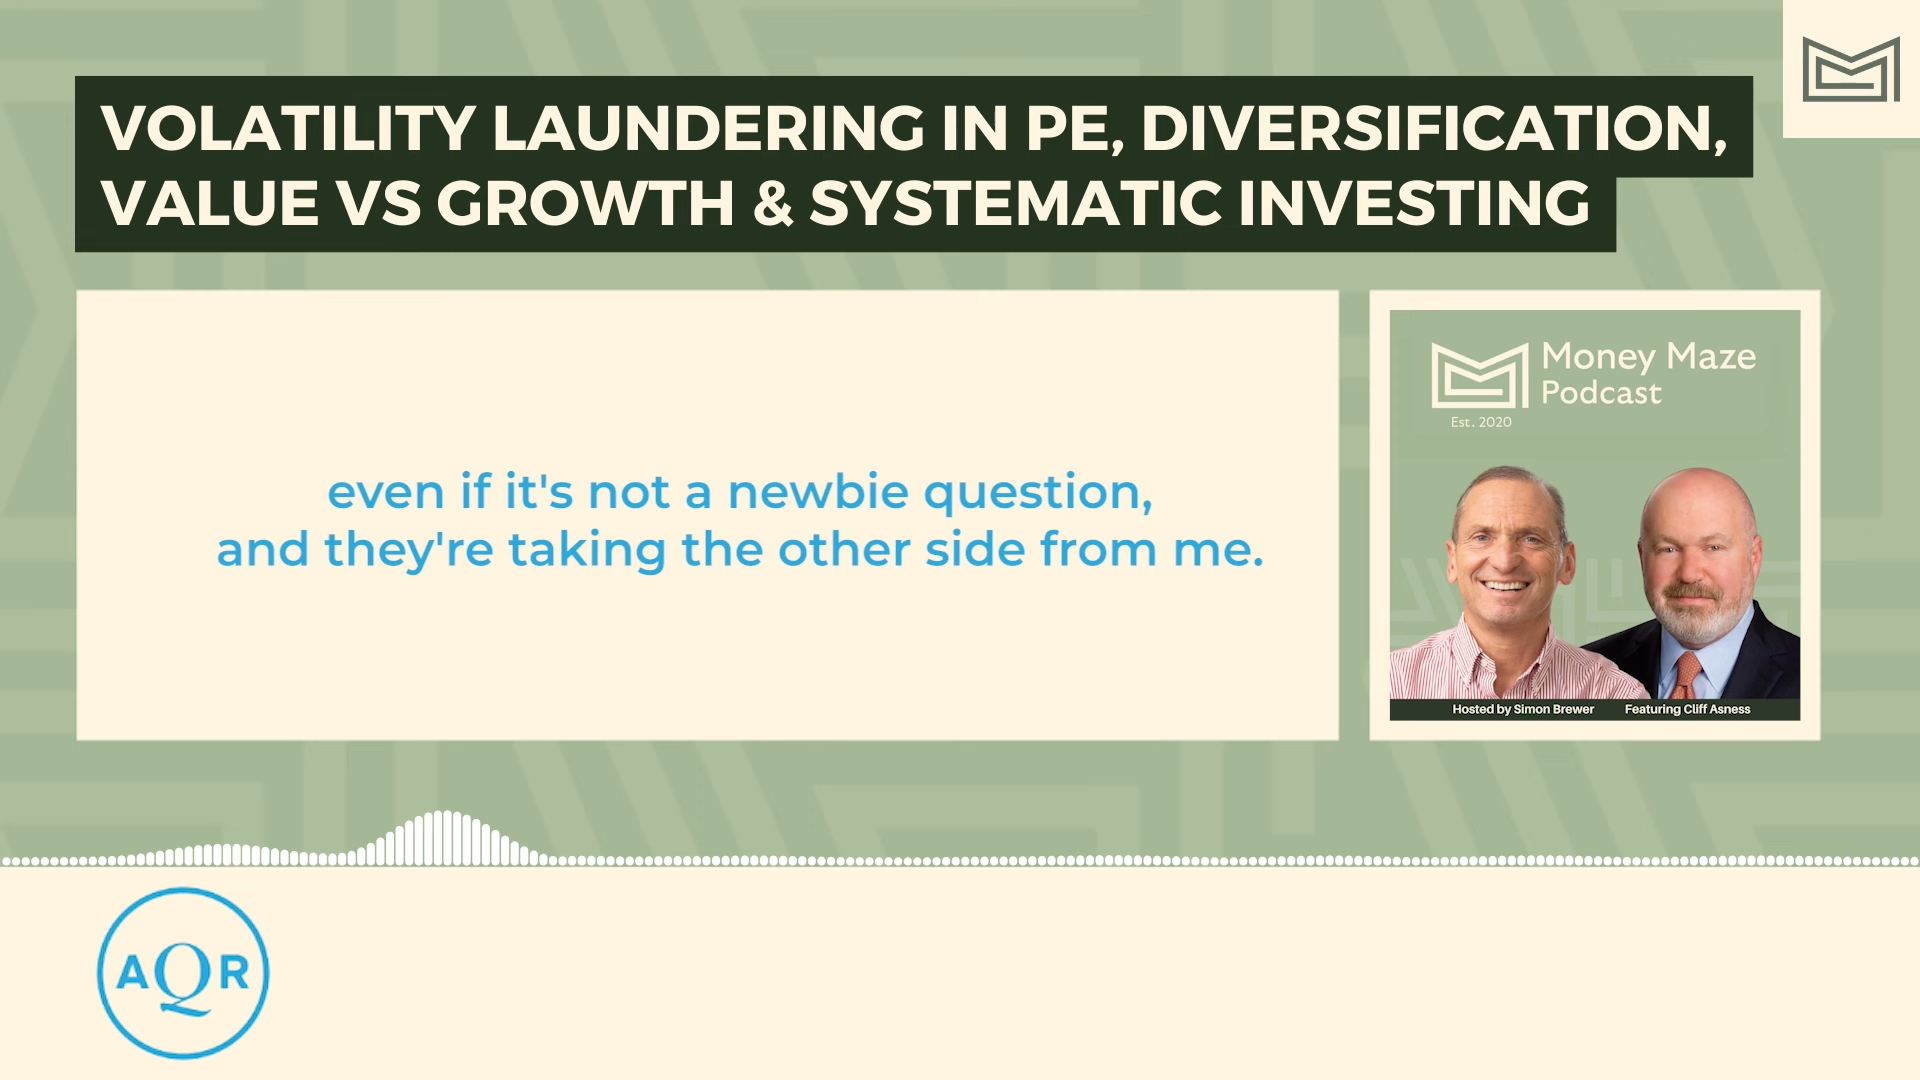 VOLATILITY LAUNDERING IN PE, DIVERSIFICATION,
VALUE VS GROWTH & SYSTEMATIC INVESTING
even if it's not a newbie question,
and they're taking the other side from me.
Money Maze
Podcast
Est. 2020
Hosted by Simon Brewer
Featuring Cliff Asness
AQR